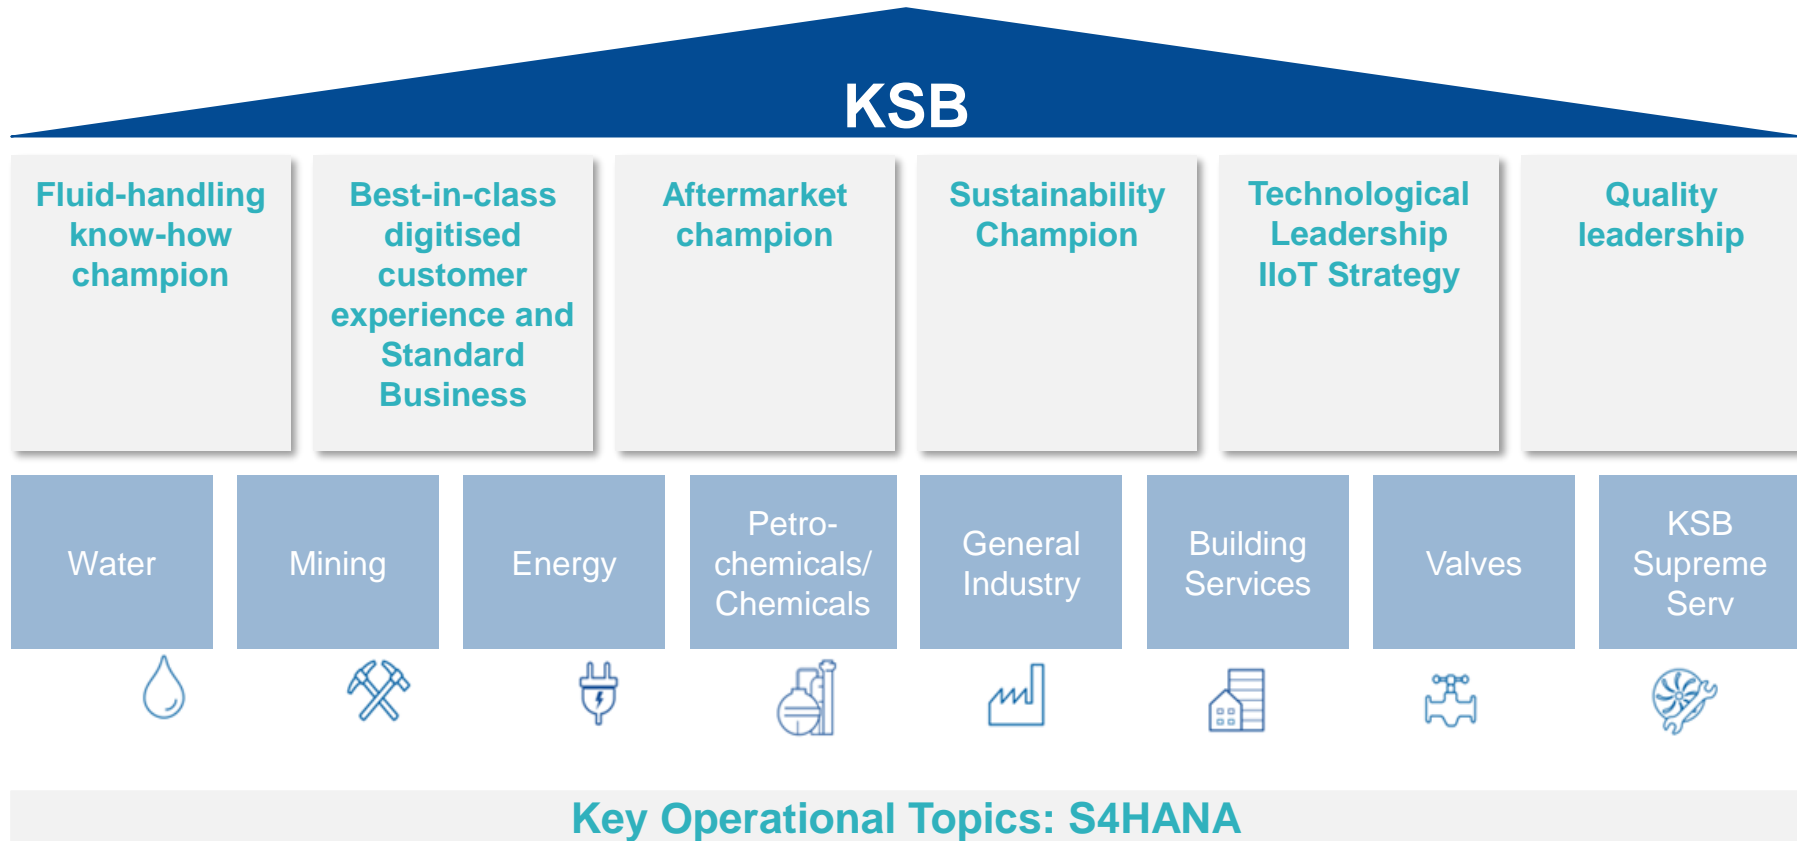 KSB
Fluid-handling
know-how
champion
Best-in-class
digitised
customer
experience and
Standard
Business
Aftermarket
champion
Sustainability
Champion
Technological
Leadership
IIoT Strategy
Quality
leadership
Water
Mining
Energy
Petro-
chemicals/
Chemicals
General
Industry
Building
Services
Valves
KSB
Supreme
Serv
Key Operational Topics: S4HANA